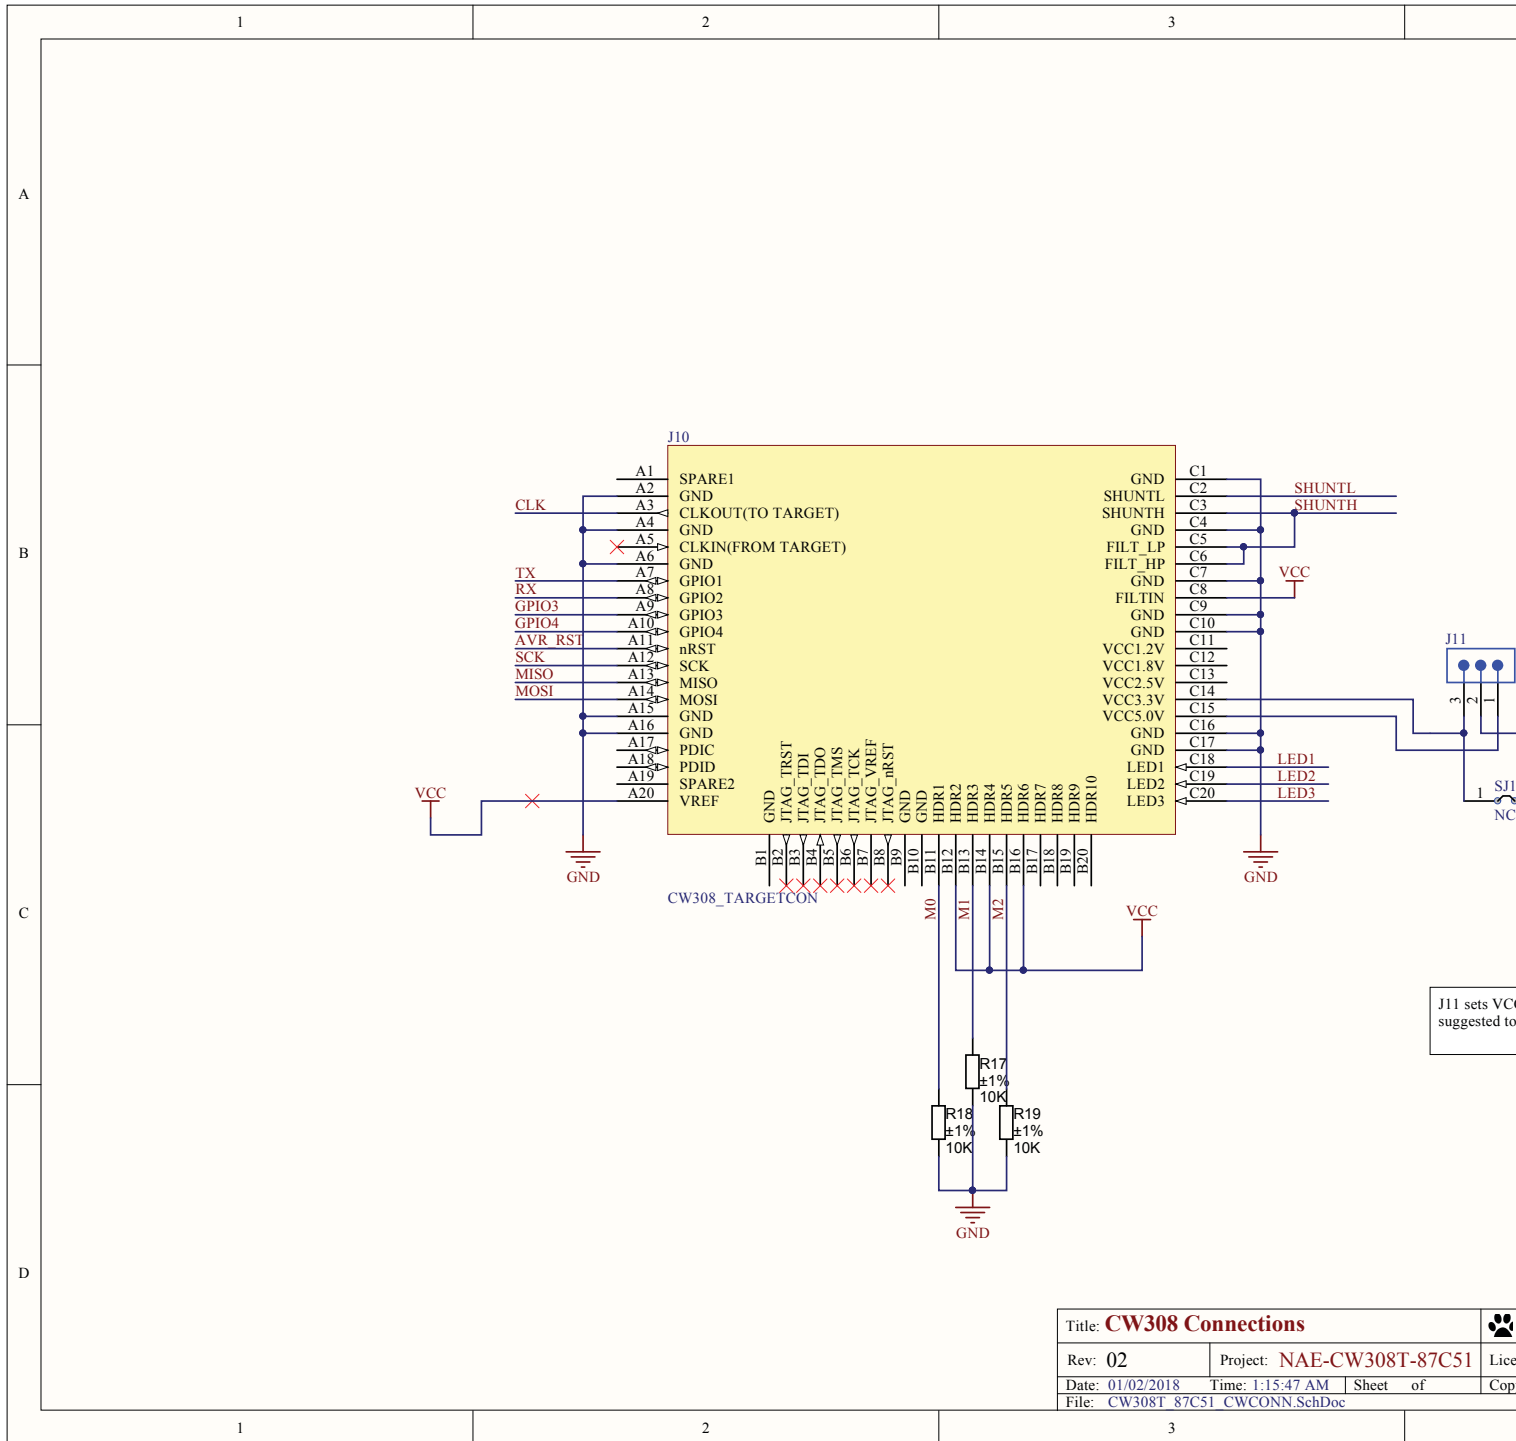 1
2
3
A
B
C
D
J10
A1 SPARE1
A2 GND
CLK A3 CLKOUT(TO TARGET)
A4 GND
A5 CLKIN(FROM TARGET)
A6 GND
TX A7 GPIO1
RX A8 GPIO2
GPIO3 A9 GPIO3
GPIO4 A10 GPIO4
AVR_RST A11 nRST
SCK A12 SCK
MISO A13 MISO
MOSI A14 MOSI
A15 GND
A16 GND
A17 PDIC
A18 PDID
A19 SPARE2
VCC A20 VREF
GND
GND C1
SHUNTL C2 SHUNTL
SHUNTH C3 SHUNTH
GND C4
FILT_LP C5
FILT_HP C6
GND C7
VCC
FILTIN C8
GND C9
GND C10
VCC1.2V C11
VCC1.8V C12
VCC2.5V C13
VCC3.3V C14
VCC5.0V C15
GND C16
GND C17
LED1 C18 LED1
LED2 C19 LED2
LED3 C20 LED3
GND
GND B1
JTAG_TRST B2
JTAG_TDI B3
JTAG_TDO B4
JTAG_TMS B5
JTAG_TCK B6
JTAG_VREF B7
JTAG_nRST B8
GND B9
GND B10
HDR1 B11
HDR2 B12
HDR3 B13
HDR4 B14
HDR5 B15
HDR6 B16
HDR7 B17
HDR8 B18
HDR9 B19
HDR10 B20
CW308_TARGETCON
M0
M1
M2
VCC
J11
3 2 1
1 SJ1
NC
J11 sets VC
suggested to
R17
±1%
10K
R18
±1%
10K
R19
±1%
10K
GND
Title: CW308 Connections
Rev: 02 Project: NAE-CW308T-87C51 Lice
Date: 01/02/2018 Time: 1:15:47 AM Sheet of Cop
File: CW308T_87C51_CWCONN.SchDoc
1
2
3